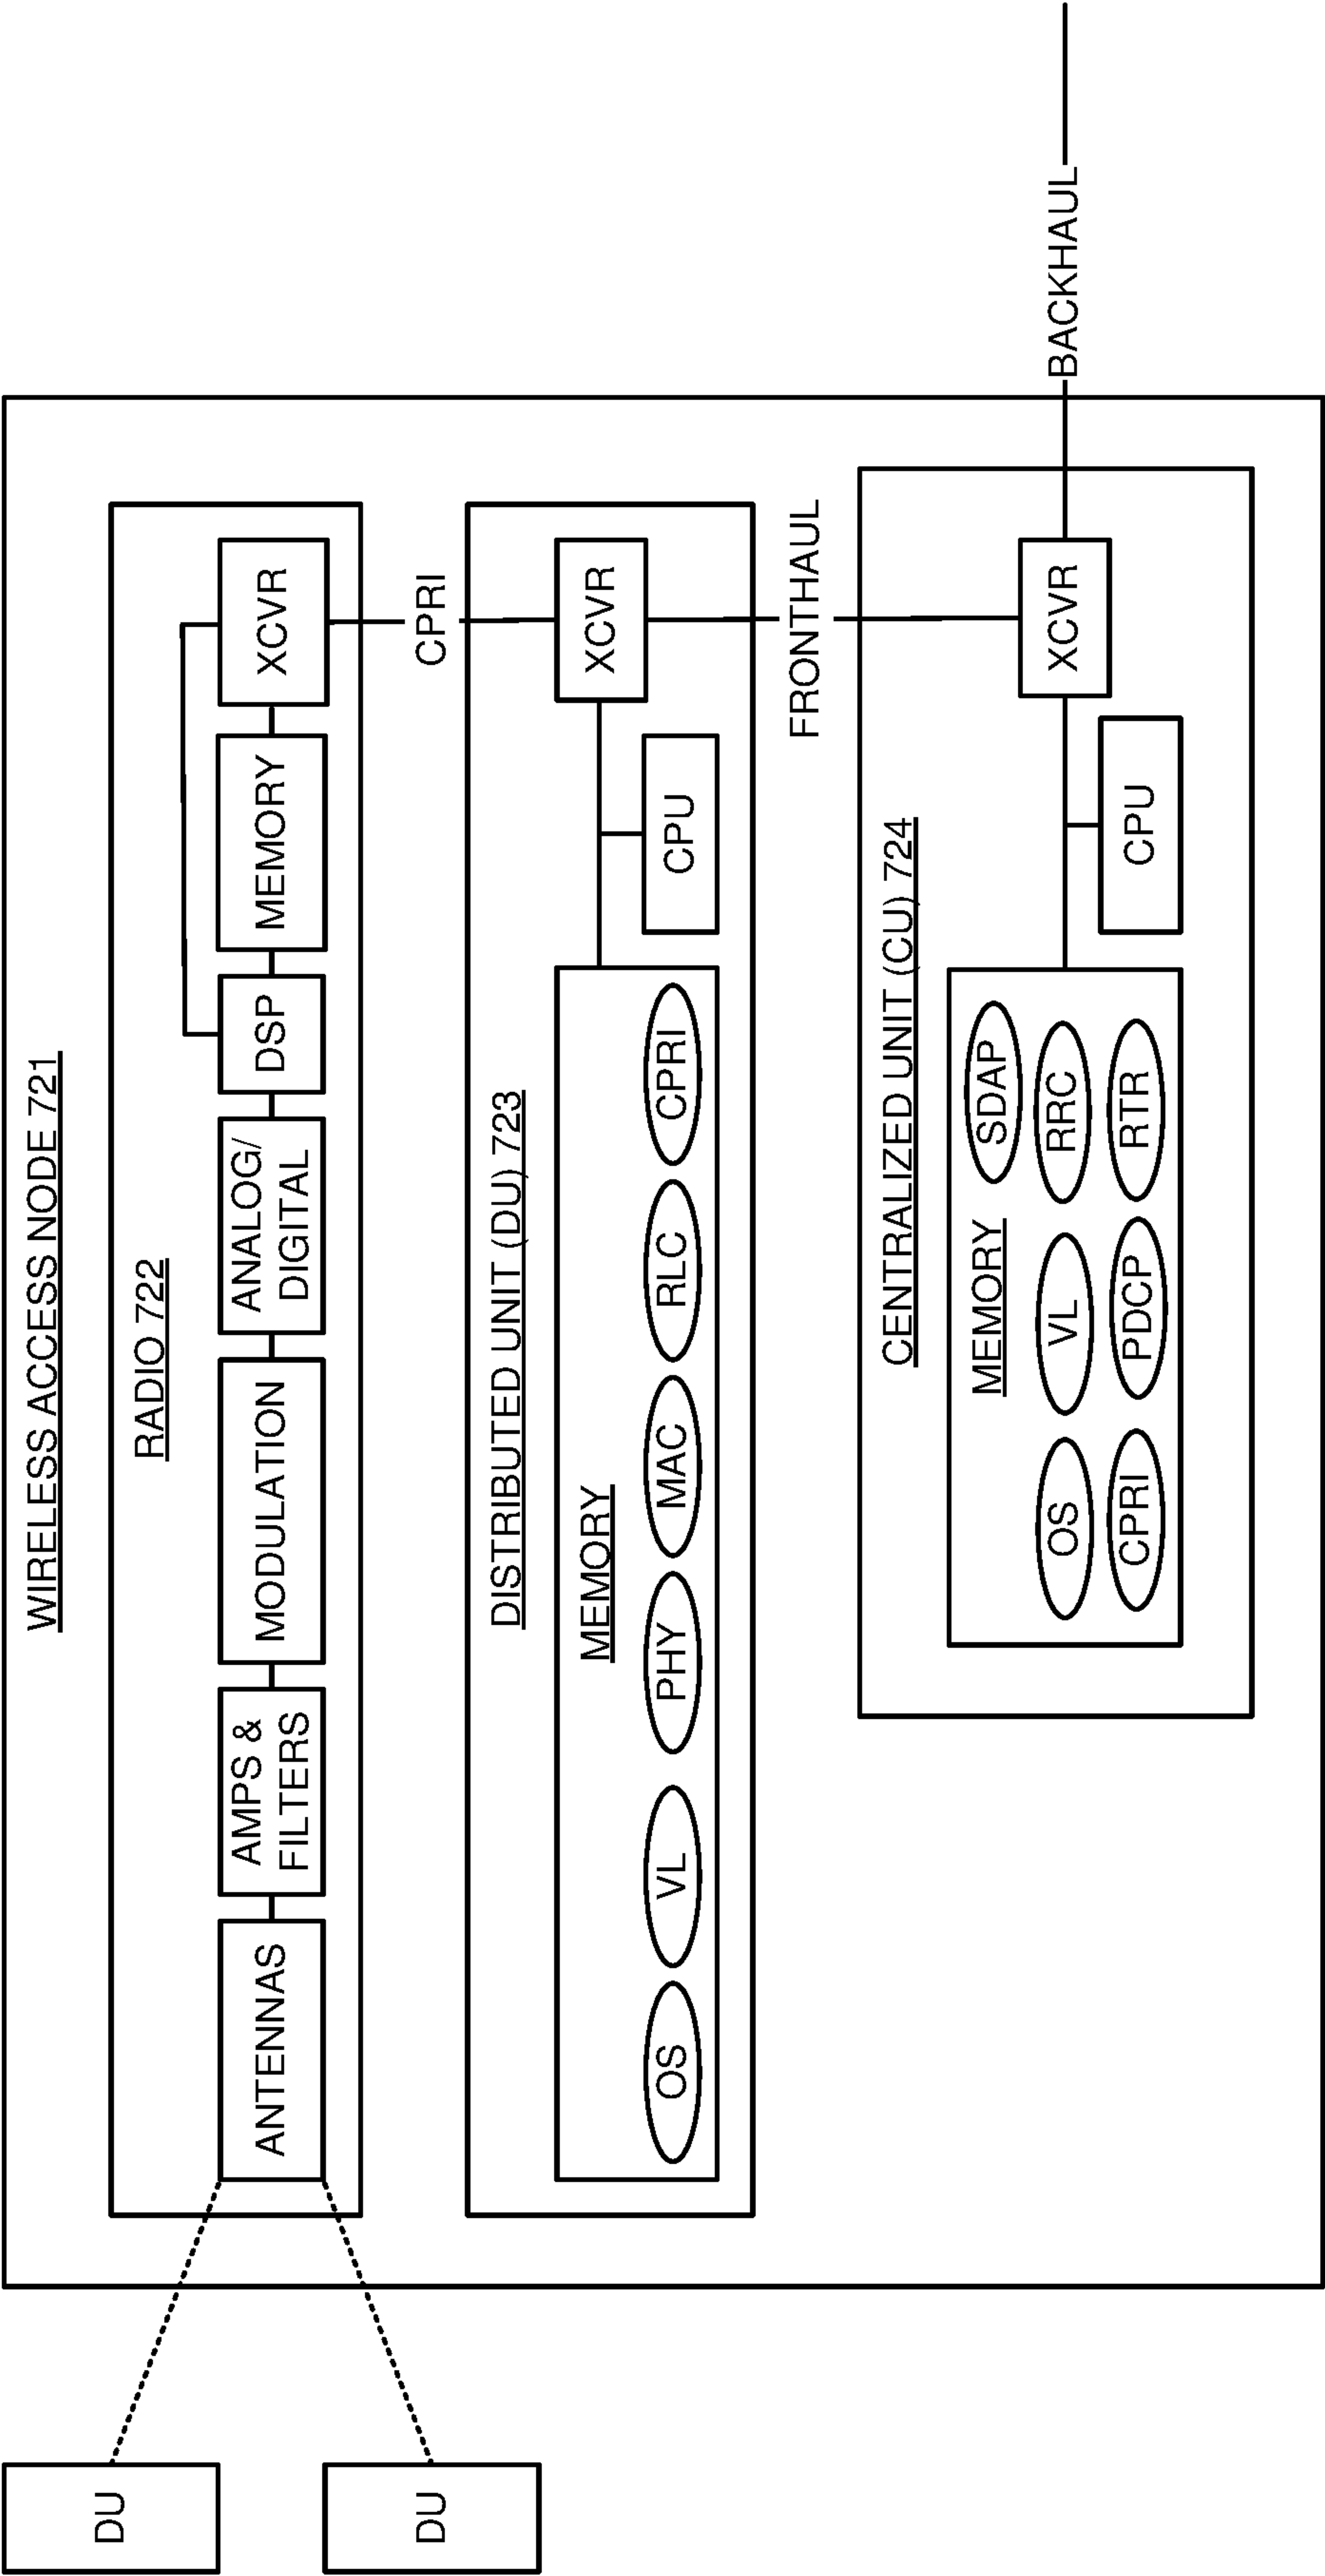 WIRELESS ACCESS NODE 721
RADIO 722
DU
DU
ANTENNAS
AMPS &
FILTERS
MODULATION
ANALOG/
DIGITAL
DSP
MEMORY
XCVR
CPRI
DISTRIBUTED UNIT (DU) 723
MEMORY
OS
VL
PHY
MAC
RLC
CPRI
CPU
XCVR
FRONTHAUL
CENTRALIZED UNIT (CU) 724
MEMORY
SDAP
OS
VL
RRC
CPRI
PDCP
RTR
CPU
XCVR
BACKHAUL